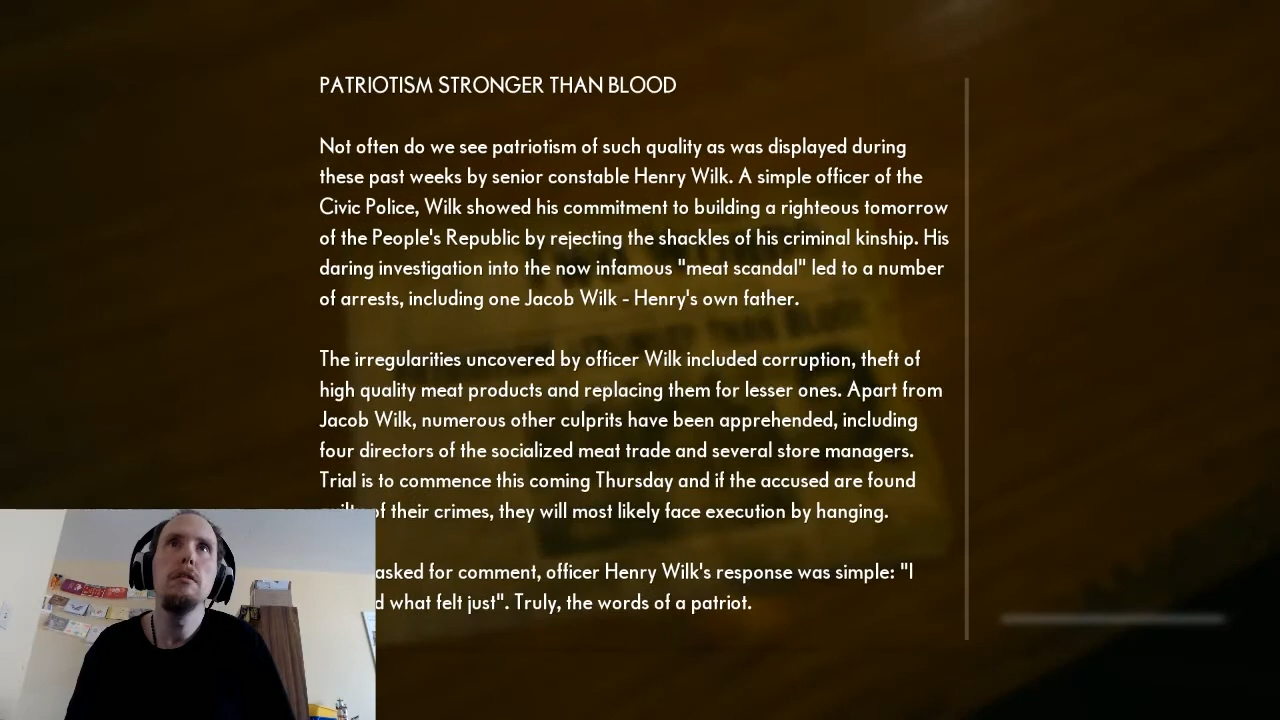 PATRIOTISM STRONGER THAN BLOOD
Not often do we see patriotism of such quality as was displayed during
these past weeks by senior constable Henry Wilk. A simple officer of the
Civic Police, Wilk showed his commitment to building a righteous tomorrow
of the People's Republic by rejecting the shackles of his criminal kinship. His
daring investigation into the now infamous "meat scandal" led to a number
of arrests, including one Jacob Wilk - Henry's own father.
The irregularities uncovered by officer Wilk included corruption, theft of
high quality meat products and replacing them for lesser ones. Apart from
Jacob Wilk, numerous other culprits have been apprehended, including
four directors of the socialized meat trade and several store managers.
Trial is to commence this coming Thursday and if the accused are found
of their crimes, they will most likely face execution by hanging.
asked for comment, officer Henry Wilk's response was simple: "I
what felt just". Truly, the words of a patriot.